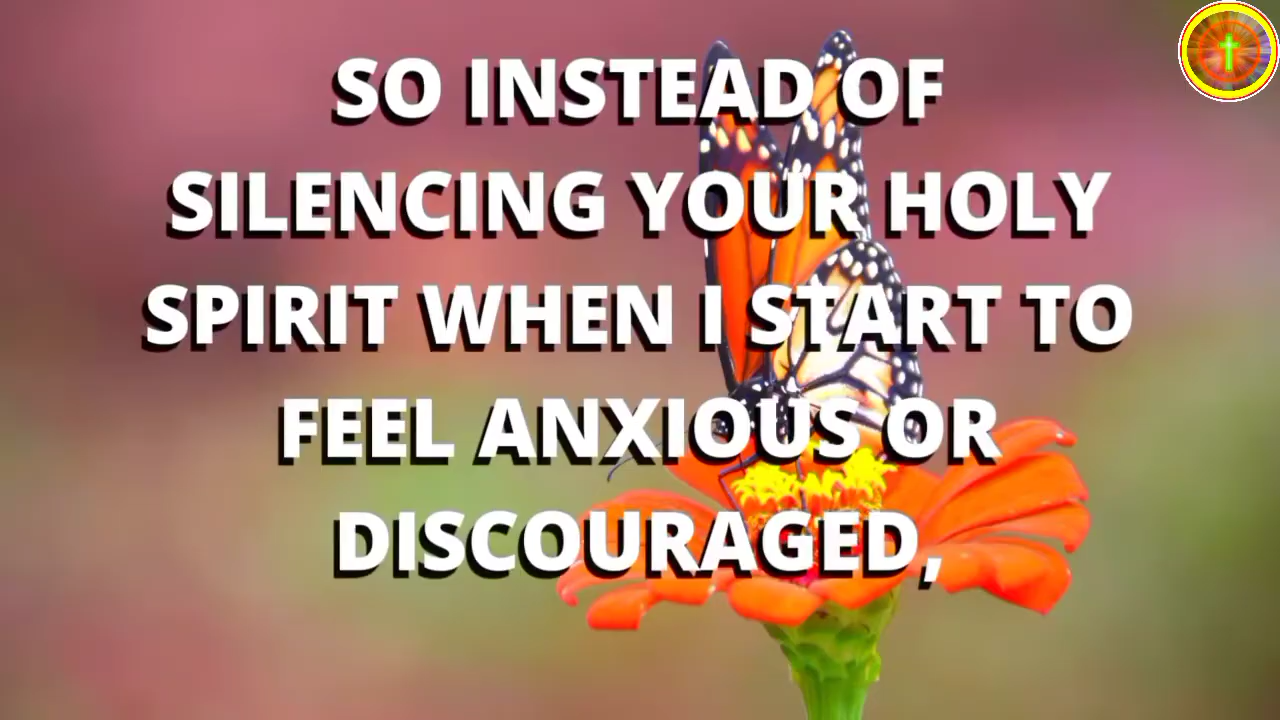 SO INSTEAD OF
SILENCING YOUR HOLY
SPIRIT WHEN I START TO
FEEL ANXIOUS OR
DISCOURAGED,